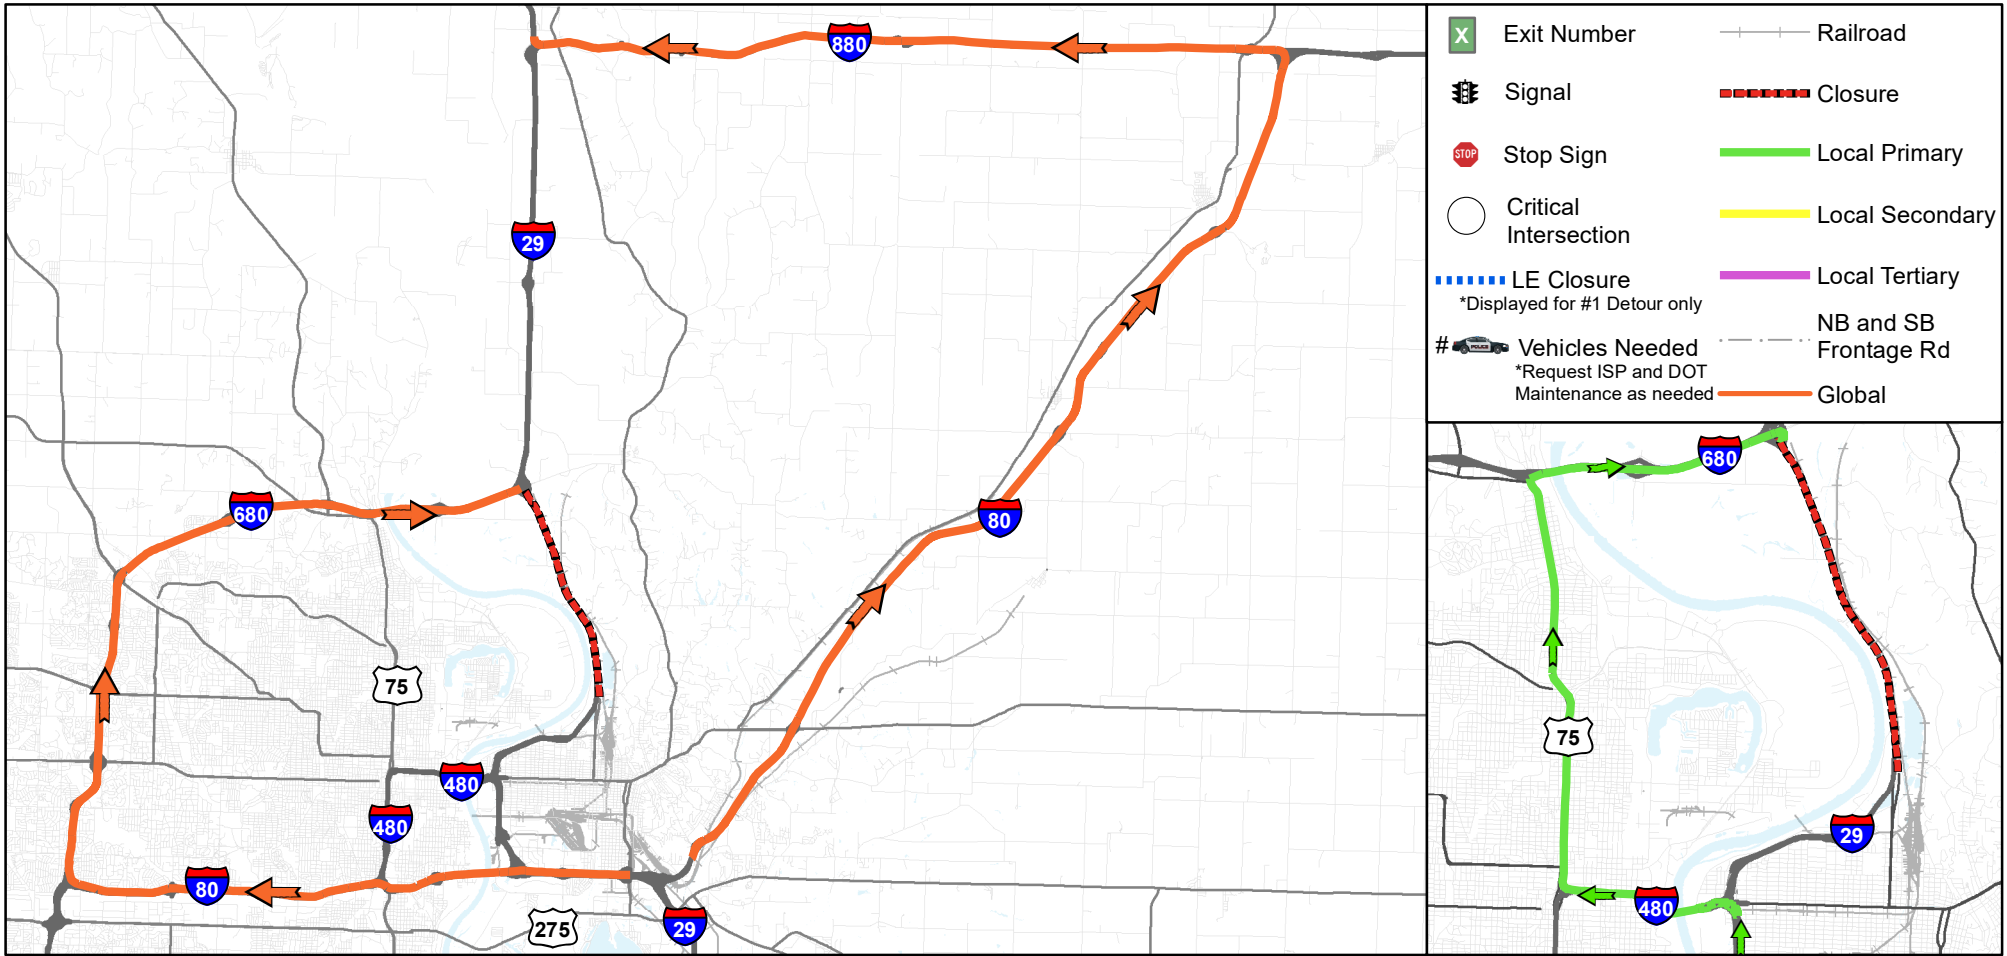 880
29
680
80
75
480
480
80
275
29
X
Exit Number
Signal
STOP
Stop Sign
Critical
Intersection
LE Closure
*Displayed for #1 Detour only
#
POLICE
Vehicles Needed
*Request ISP and DOT
Maintenance as needed
Railroad
Closure
Local Primary
Local Secondary
Local Tertiary
NB and SB
Frontage Rd
Global
680
75
29
480